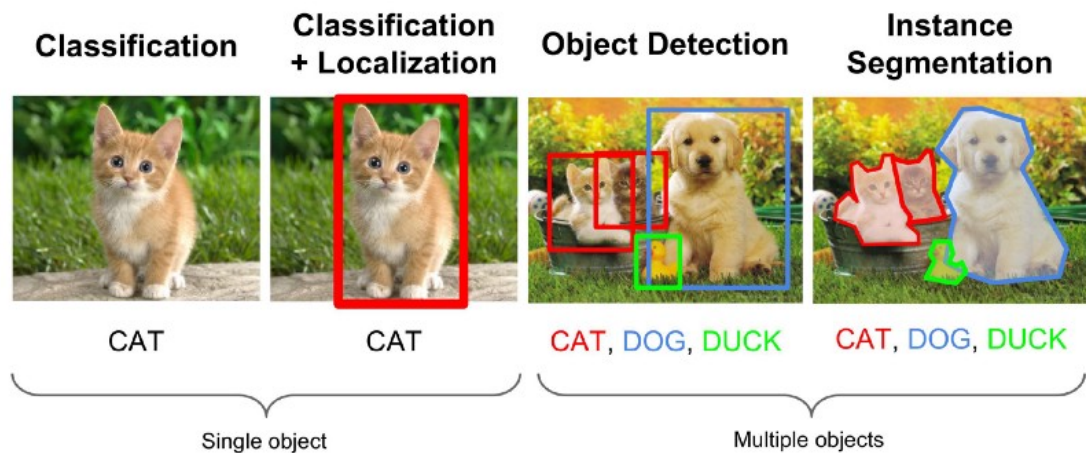 Classification
Classification
+ Localization
Object Detection
Instance
Segmentation
CAT
CAT
CAT, DOG, DUCK
CAT, DOG, DUCK
Single object
Multiple objects